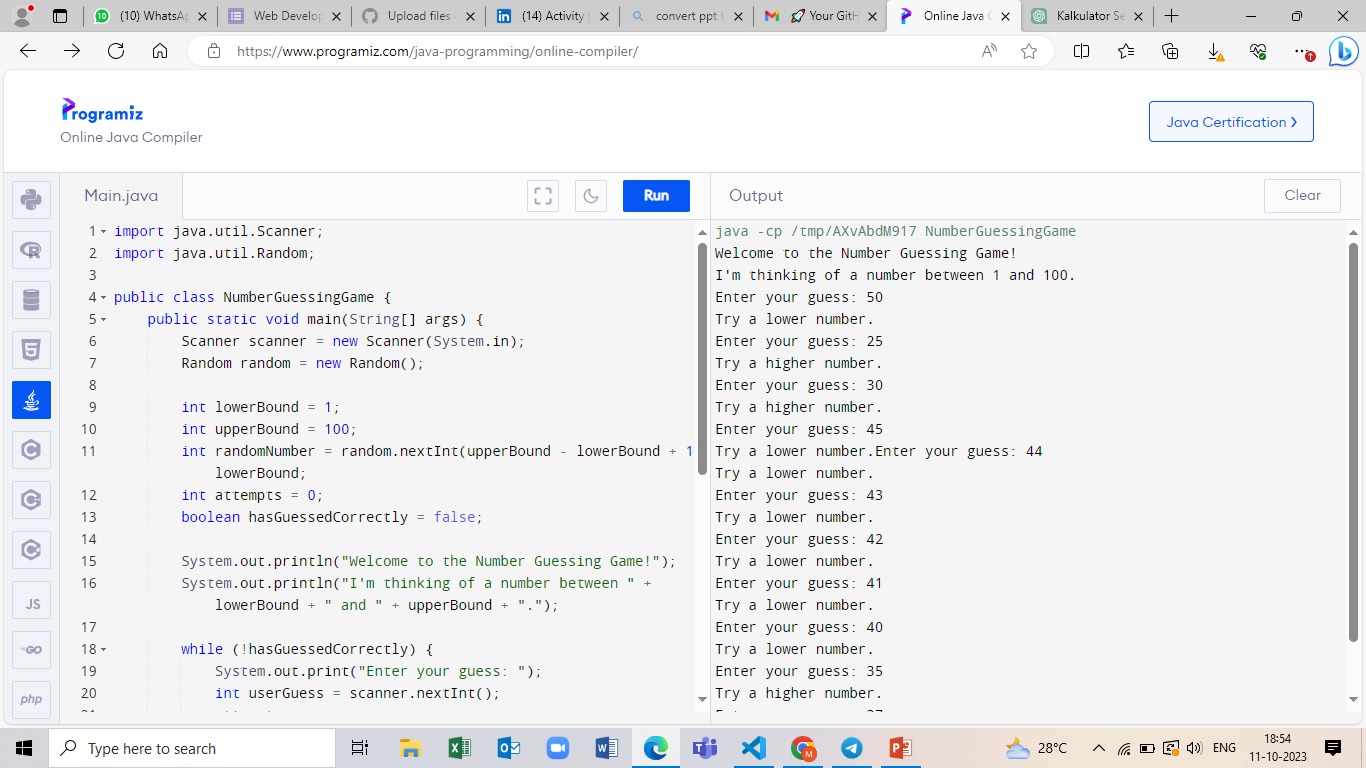 (10) WhatsAp
Web Develop
Upload files
(14) Activity |
convert ppt t
Your GitH
Online Java C
Kalkulator Se
https://www.programiz.com/java-programming/online-compiler/
Programiz
Online Java Compiler
Java Certification ❯
Main.java
Run
Output
Clear
1 import java.util.Scanner;
2 import java.util.Random;
3
4 public class NumberGuessingGame {
5 public static void main(String[] args) {
6 Scanner scanner = new Scanner(System.in);
7 Random random = new Random();
8
9 int lowerBound = 1;
10 int upperBound = 100;
11 int randomNumber = random.nextInt(upperBound - lowerBound + 1
lowerBound;
12 int attempts = 0;
13 boolean hasGuessedCorrectly = false;
14
15 System.out.println("Welcome to the Number Guessing Game!");
16 System.out.println("I'm thinking of a number between " +
lowerBound + " and " + upperBound + ".");
17
18 while (!hasGuessedCorrectly) {
19 System.out.print("Enter your guess: ");
20 int userGuess = scanner.nextInt();
java -cp /tmp/AXvAbdM917 NumberGuessingGame
Welcome to the Number Guessing Game!
I'm thinking of a number between 1 and 100.
Enter your guess: 50
Try a lower number.
Enter your guess: 25
Try a higher number.
Enter your guess: 30
Try a higher number.
Enter your guess: 45
Try a lower number.Enter your guess: 44
Try a lower number.
Enter your guess: 43
Try a lower number.
Enter your guess: 42
Try a lower number.
Enter your guess: 41
Try a lower number.
Enter your guess: 40
Try a lower number.
Enter your guess: 35
Try a higher number.
JS
GO
php
Type here to search
28°C
ENG
18:54
11-10-2023